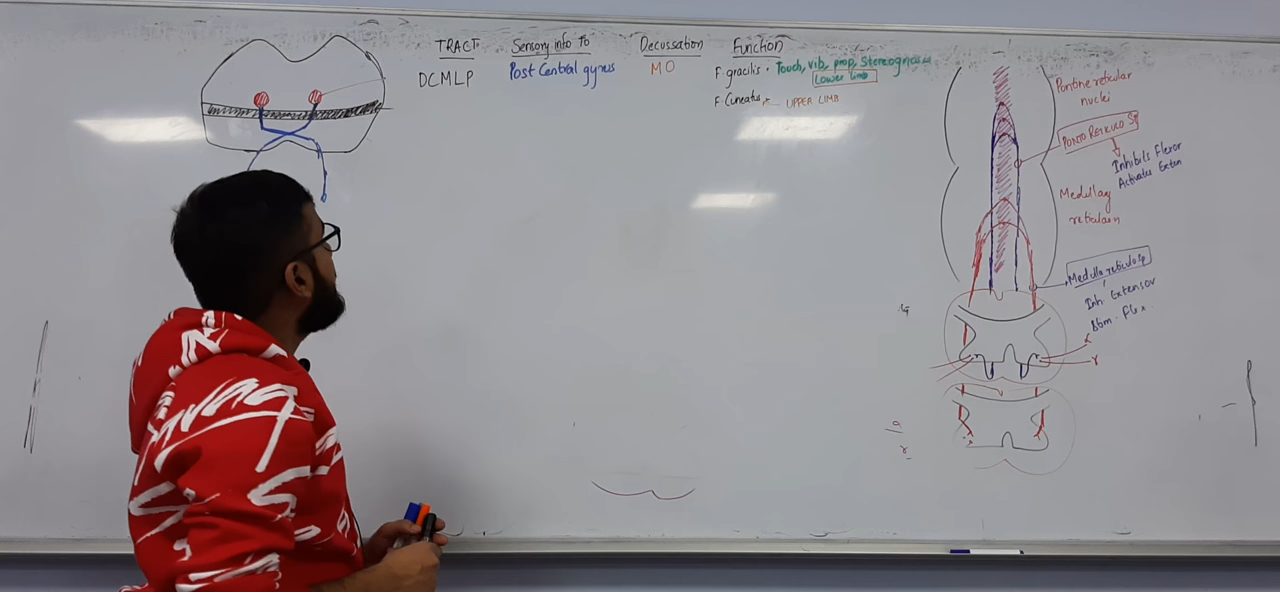 TRACT Sensory info to Decussation Function
DCMLP Post Central gyrus MO F. gracilis • Touch, vib, prop, Stereognosis
Lower limb
F. Cuneatus UPPER LIMB
Pontine reticular
nuclei
PONTO RETICULO SP
Inhibits Flexor
Activates Exten
Medullary
reticular
Medullo reticulo sp
Inh. Extensor
Stim. Flex.
α
γ
a
γ